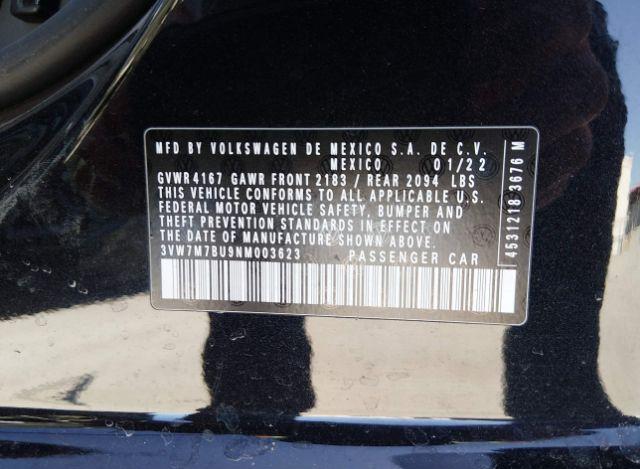 MFD BY VOLKSWAGEN DE MEXICO S.A. DE C.V.
MEXICO 01/22
GVWR 4167 GAWR FRONT 2183 / REAR 2094 LBS
THIS VEHICLE CONFORMS TO ALL APPLICABLE U.S.
FEDERAL MOTOR VEHICLE SAFETY, BUMPER AND
THEFT PREVENTION STANDARDS IN EFFECT ON
THE DATE OF MANUFACTURE SHOWN ABOVE.
3VW7M7BU9NM003623 PASSENGER CAR
4531218-3676 M